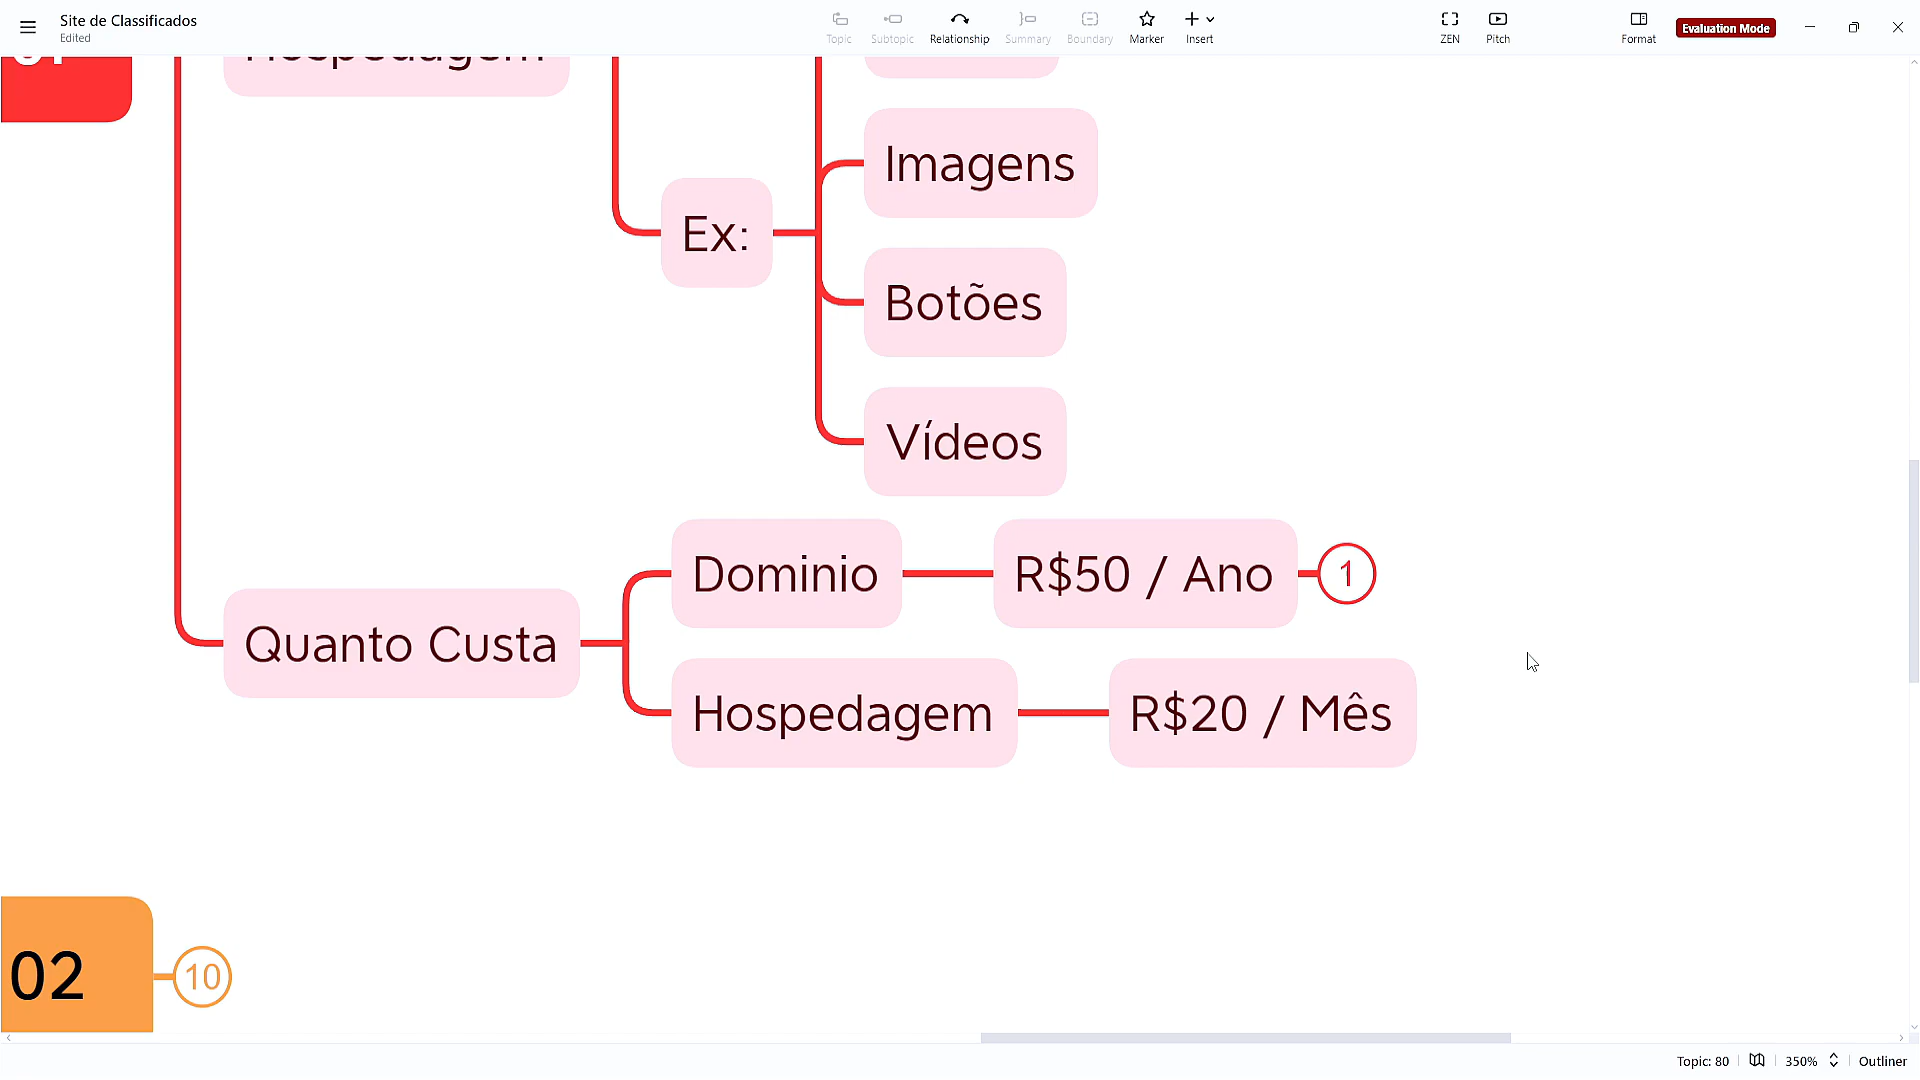 Site de Classificados
Edited
Topic
Subtopic
Relationship
Summary
Boundary
Marker
Insert
ZEN
Pitch
Format
Evaluation Mode
Hospedagem
Imagens
Ex:
Botões
Vídeos
Dominio
R$50 / Ano
1
Quanto Custa
Hospedagem
R$20 / Mês
02
10
Topic: 80
350%
Outliner